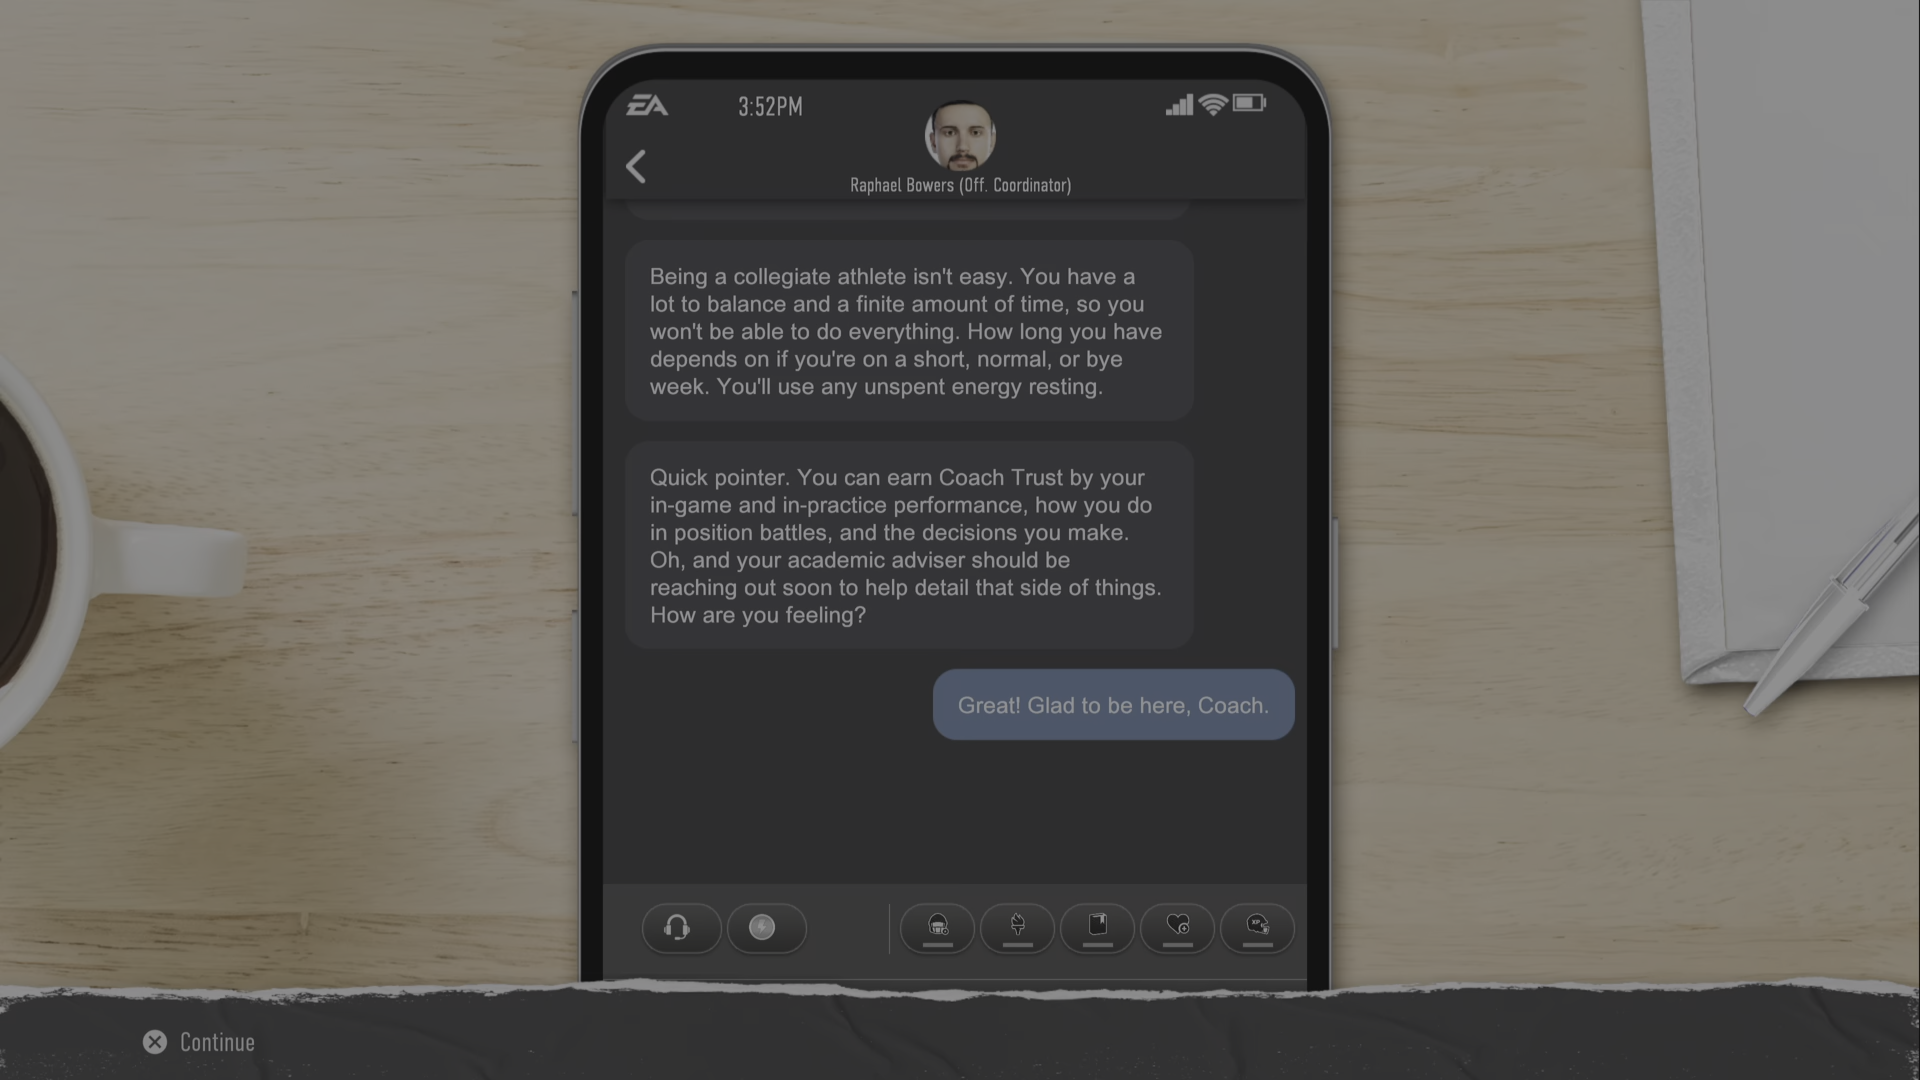 EA
3:52PM
Raphael Bowers (Off. Coordinator)
Being a collegiate athlete isn't easy. You have a
lot to balance and a finite amount of time, so you
won't be able to do everything. How long you have
depends on if you're on a short, normal, or bye
week. You'll use any unspent energy resting.
Quick pointer. You can earn Coach Trust by your
in-game and in-practice performance, how you do
in position battles, and the decisions you make.
Oh, and your academic adviser should be
reaching out soon to help detail that side of things.
How are you feeling?
Great! Glad to be here, Coach.
XP
Continue